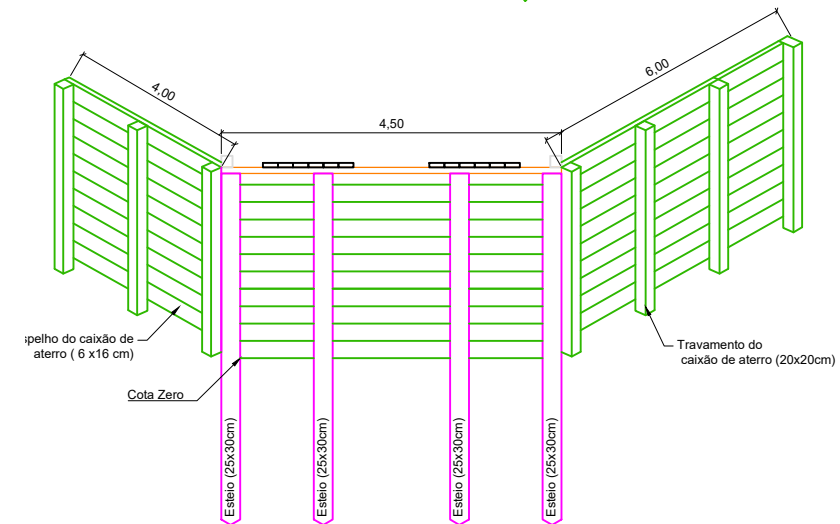 4,00
4,50
6,00
spelho do caixão de
aterro ( 6 x16 cm)
Travamento do
caixão de aterro (20x20cm)
Cota Zero
Esteio (25x30cm)
Esteio (25x30cm)
Esteio (25x30cm)
Esteio (25x30cm)